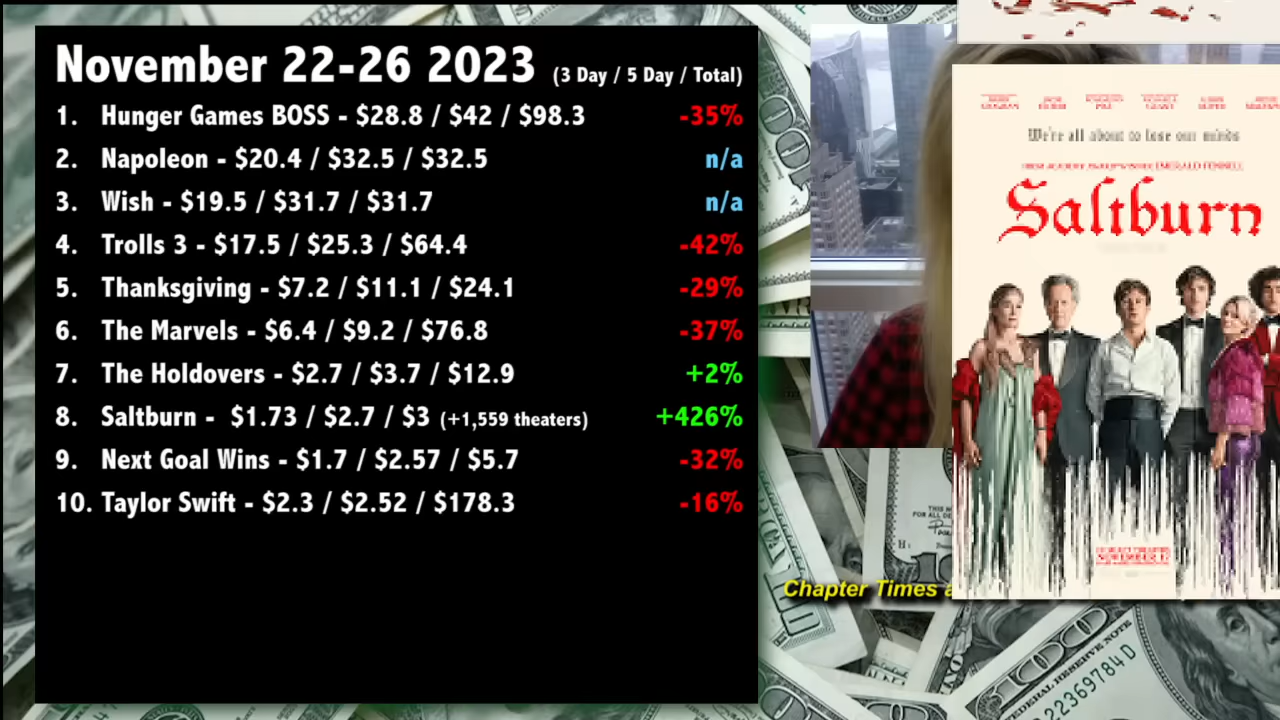 November 22-26 2023 (3 Day / 5 Day / Total)
1. Hunger Games BOSS - $28.8 / $42 / $98.3 -35%
2. Napoleon - $20.4 / $32.5 / $32.5 n/a
3. Wish - $19.5 / $31.7 / $31.7 n/a
4. Trolls 3 - $17.5 / $25.3 / $64.4 -42%
5. Thanksgiving - $7.2 / $11.1 / $24.1 -29%
6. The Marvels - $6.4 / $9.2 / $76.8 -37%
7. The Holdovers - $2.7 / $3.7 / $12.9 +2%
8. Saltburn - $1.73 / $2.7 / $3 (+1,559 theaters) +426%
9. Next Goal Wins - $1.7 / $2.57 / $5.7 -32%
10. Taylor Swift - $2.3 / $2.52 / $178.3 -16%
We're all about to lose our minds
Saltburn
NOVEMBER 17
Chapter Times
FEDERAL RESERVE NOTE
22369784D